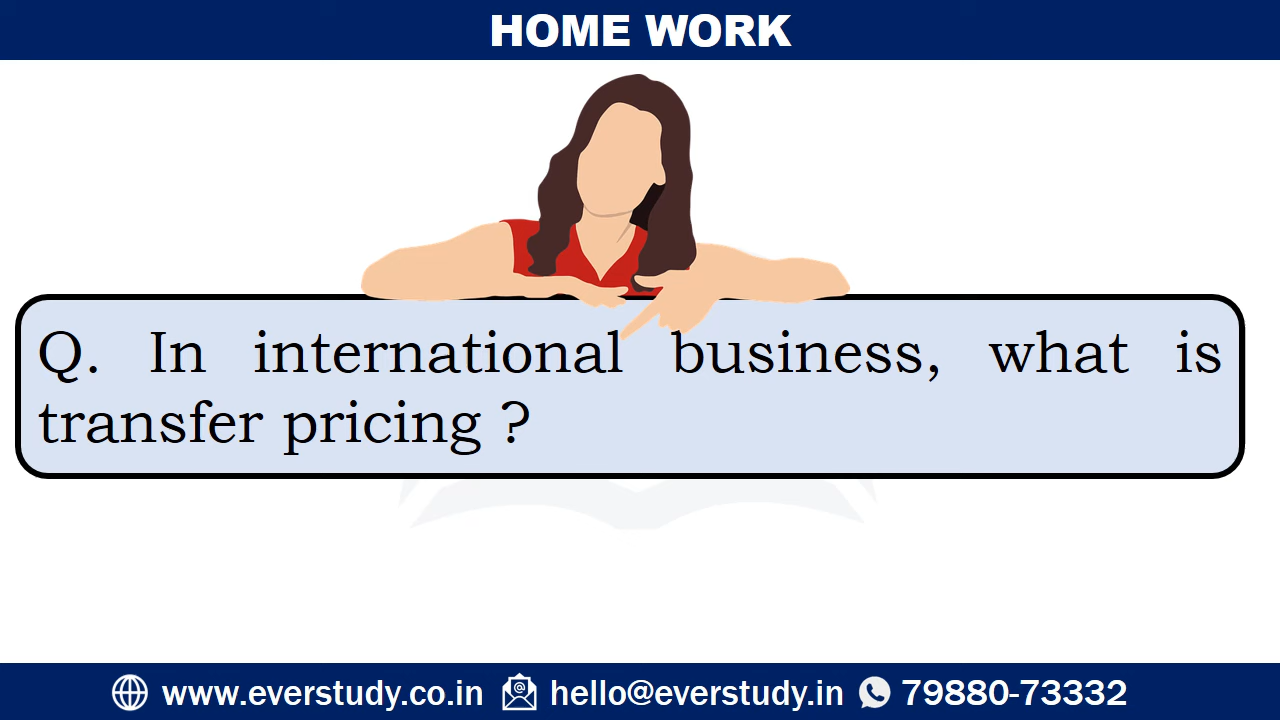 HOME WORK
Q. In international business, what is
transfer pricing ?
www.everstudy.co.in hello@everstudy.in 79880-73332